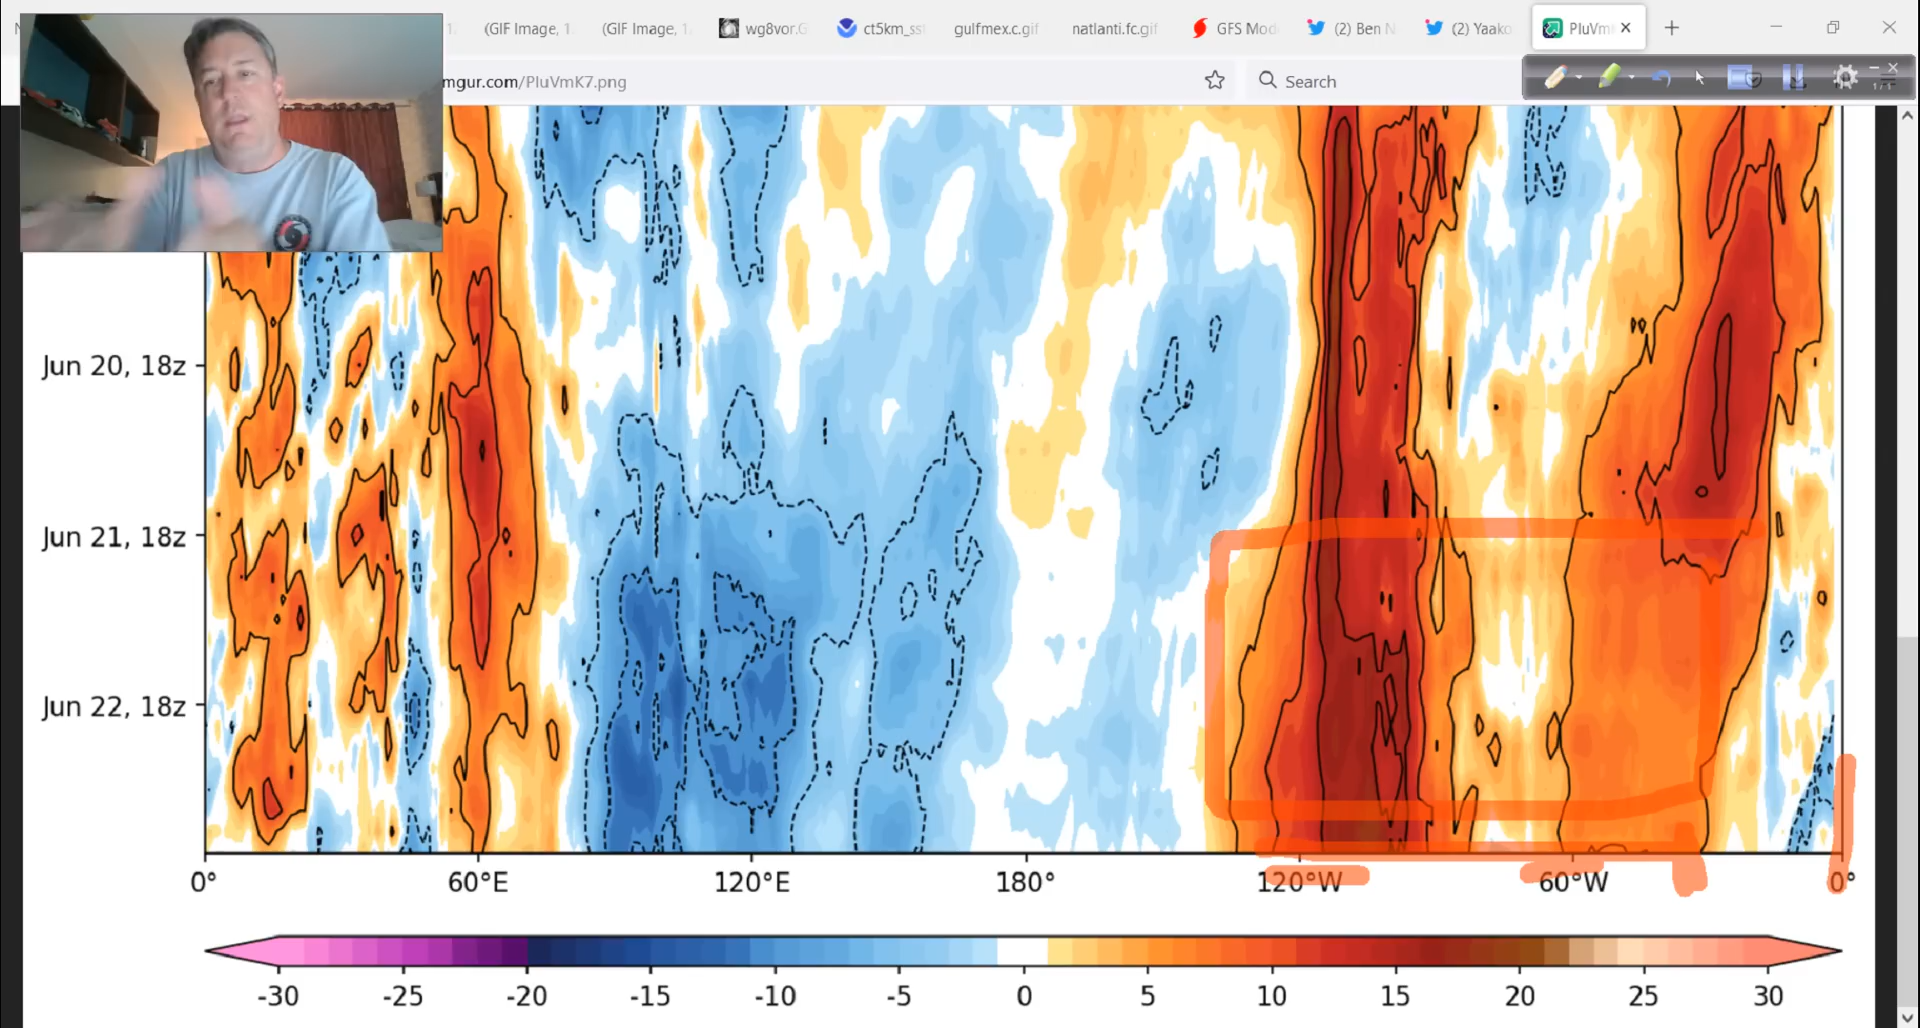 (GIF Image, 1
(GIF Image, 1
wg8vor.G
ct5km_ss
gulfmex.c.gif
natlanti.fc.gif
GFS Mod
(2) Ben N
(2) Yaako
PluVm
mgur.com/PluVmK7.png
Search
Jun 20, 18z
Jun 21, 18z
Jun 22, 18z
0°
60°E
120°E
180°
120°W
60°W
0°
-30
-25
-20
-15
-10
-5
0
5
10
15
20
25
30